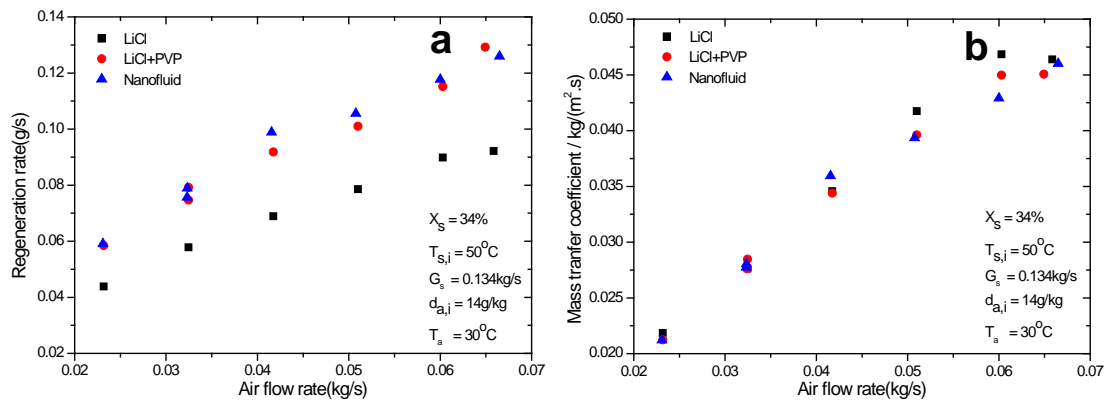 a
LiCl
LiCl+PVP
Nanofluid
Regeneration rate(g/s)
0.14
0.12
0.10
0.08
0.06
0.04
0.02
Xs = 34%
Ts,i = 50°C
Gs = 0.134kg/s
da,i = 14g/kg
Ta = 30°C
0.02 0.03 0.04 0.05 0.06 0.07
Air flow rate(kg/s)
b
LiCl
LiCl+PVP
Nanofluid
Mass tranfer coefficient / kg/(m².s)
0.050
0.045
0.040
0.035
0.030
0.025
0.020
Xs = 34%
Ts,i = 50°C
Gs = 0.134kg/s
da,i = 14g/kg
Ta = 30°C
0.02 0.03 0.04 0.05 0.06 0.07
Air flow rate(kg/s)